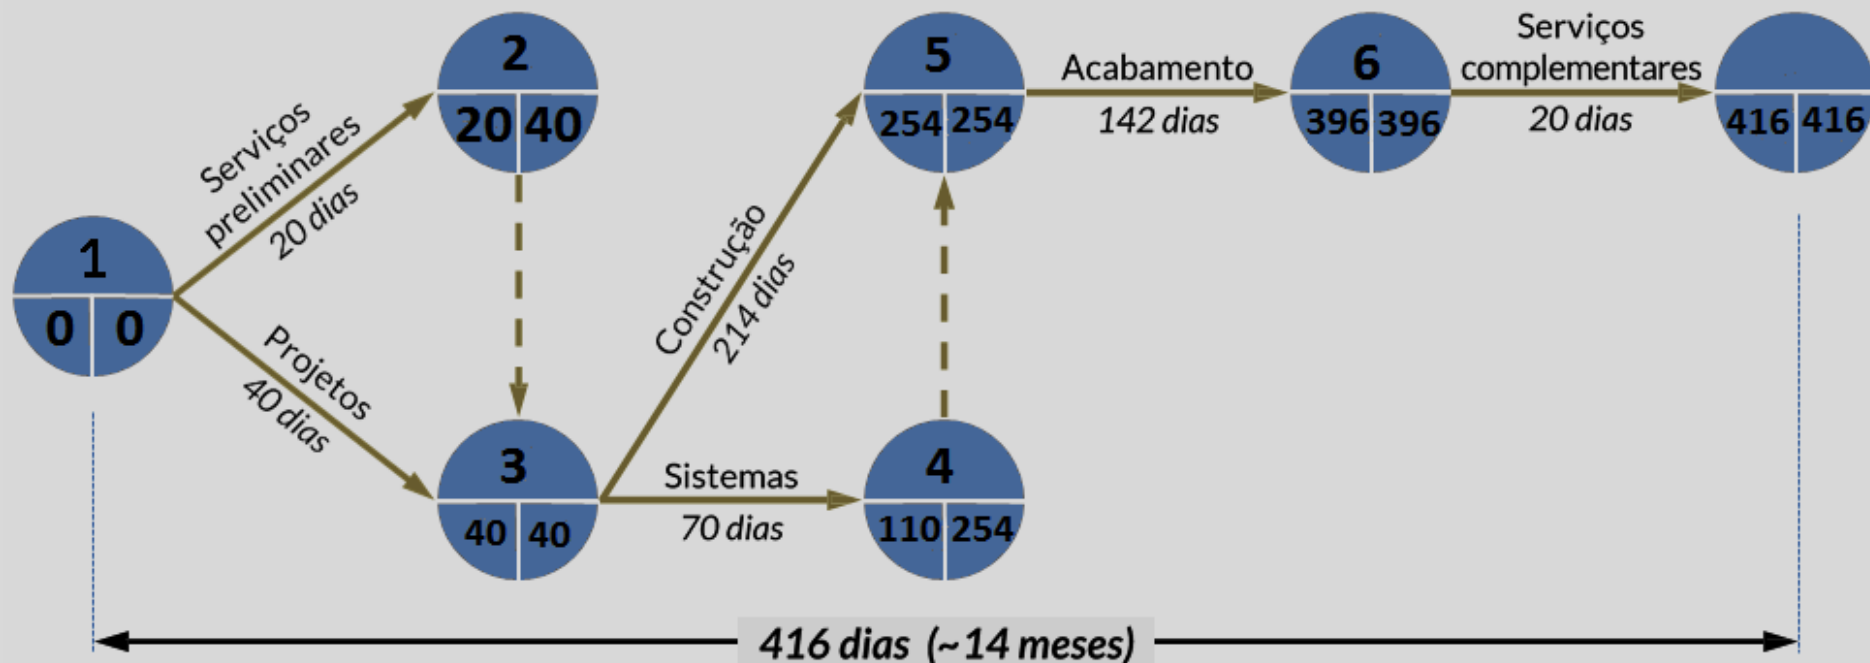 1
0 0
Serviços
preliminares
20 dias
Projetos
40 dias
2
20 40
3
40 40
Construção
214 dias
Sistemas
70 dias
5
254 254
4
110 254
Acabamento
142 dias
6
396 396
Serviços
complementares
20 dias
416 416
416 dias (~14 meses)